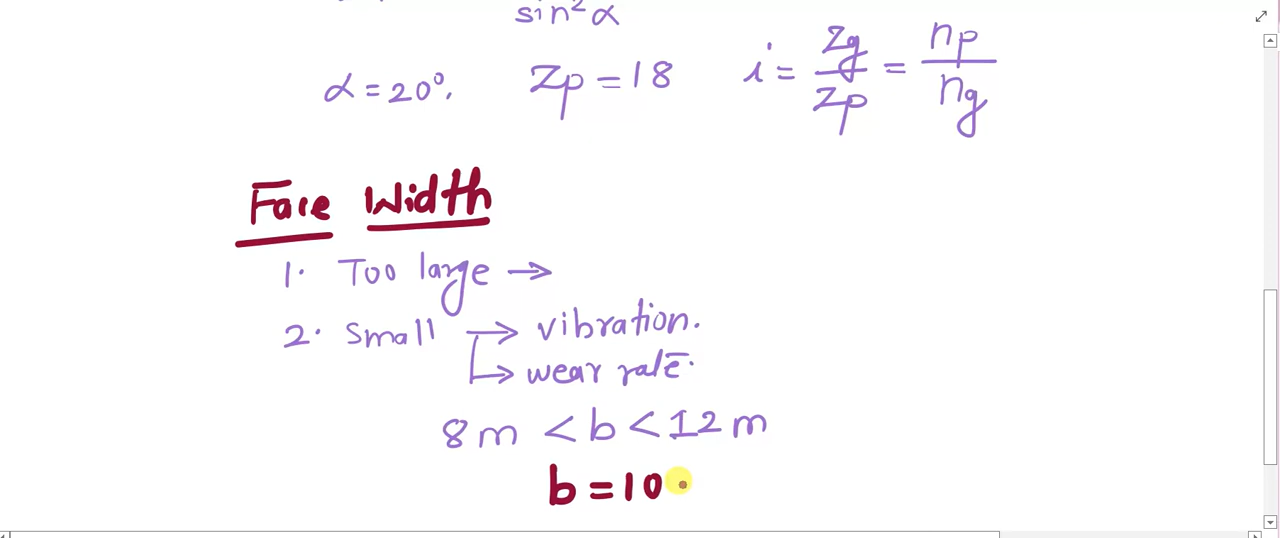 sin²α
α = 20°. Zp = 18 i = Zg/Zp = np/ng
Face Width
1. Too large →
2. Small → vibration.
→ wear rate.
8m < b < 12m
b = 10